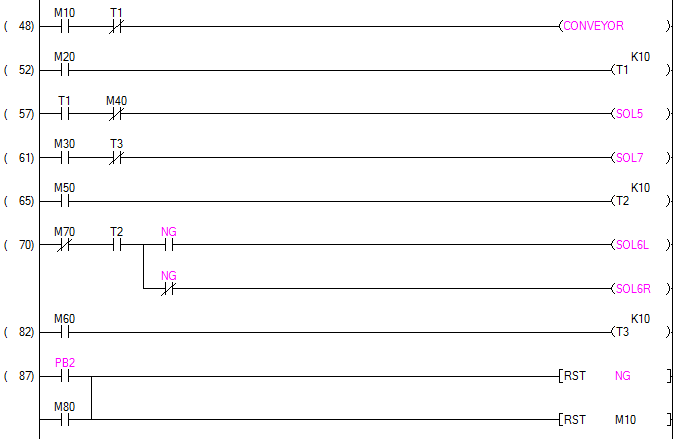 M10 T1
( 48) (CONVEYOR )
M20 K10
( 52) (T1 )
T1 M40
( 57) (SOL5 )
M30 T3
( 61) (SOL7 )
M50 K10
( 65) (T2 )
M70 T2 NG
( 70) (SOL6L )
NG
(SOL6R )
M60 K10
( 82) (T3 )
PB2
( 87) [RST NG ]
M80
[RST M10 ]